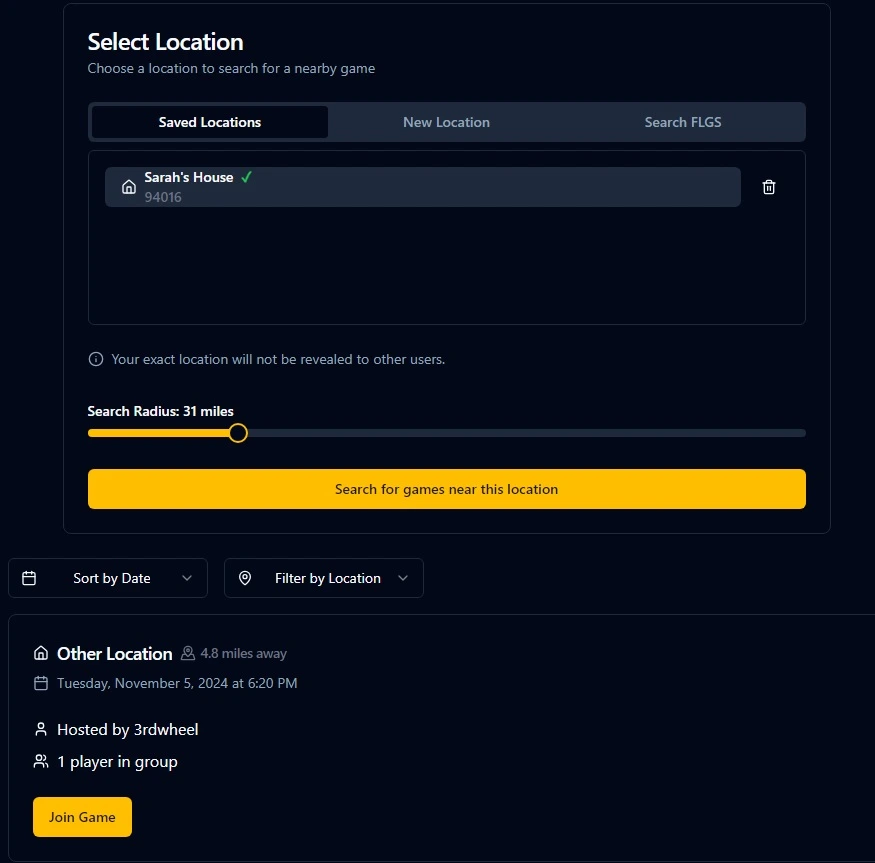 Select Location
Choose a location to search for a nearby game
Saved Locations
New Location
Search FLGS
Sarah's House ✓
94016
Your exact location will not be revealed to other users.
Search Radius: 31 miles
Search for games near this location
Sort by Date
Filter by Location
Other Location 4.8 miles away
Tuesday, November 5, 2024 at 6:20 PM
Hosted by 3rdwheel
1 player in group
Join Game